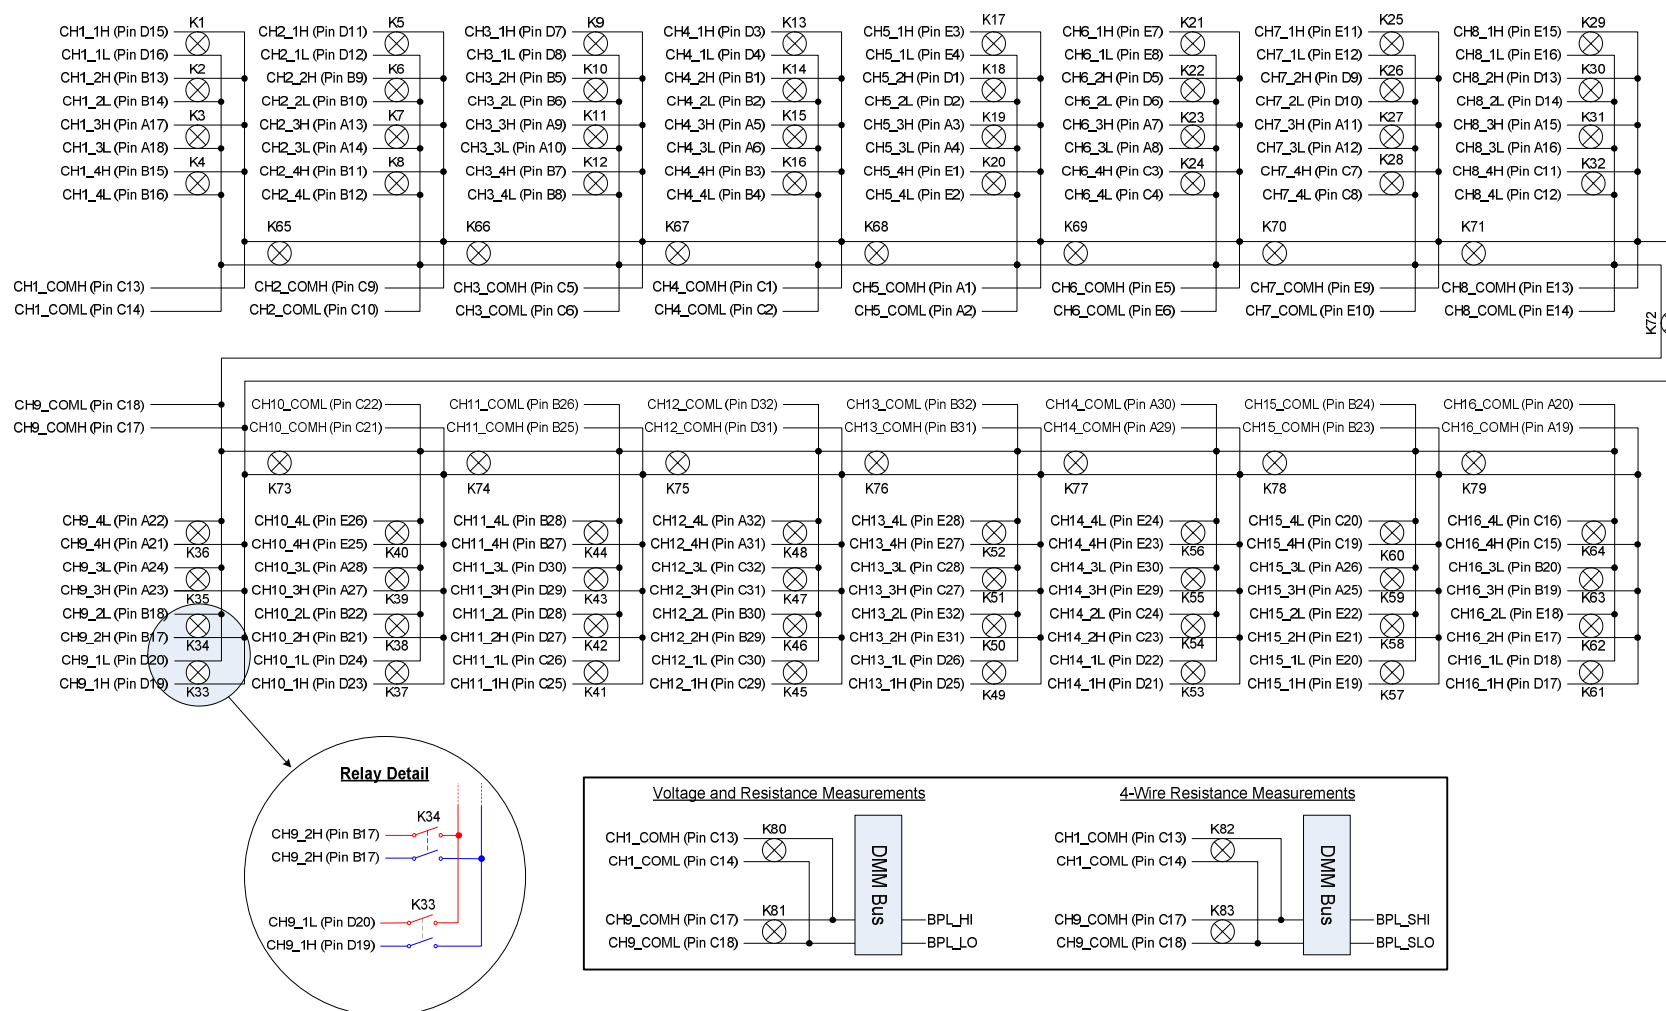 K1 K5 K9 K13 K17 K21 K25 K29
CH1_1H (Pin D15) CH2_1H (Pin D11) CH3_1H (Pin D7) CH4_1H (Pin D3) CH5_1H (Pin E3) CH6_1H (Pin E7) CH7_1H (Pin E11) CH8_1H (Pin E15)
CH1_1L (Pin D16) CH2_1L (Pin D12) CH3_1L (Pin D8) CH4_1L (Pin D4) CH5_1L (Pin E4) CH6_1L (Pin E8) CH7_1L (Pin E12) CH8_1L (Pin E16)
K2 K6 K10 K14 K18 K22 K26 K30
CH1_2H (Pin B13) CH2_2H (Pin B9) CH3_2H (Pin B5) CH4_2H (Pin B1) CH5_2H (Pin D1) CH6_2H (Pin D5) CH7_2H (Pin D9) CH8_2H (Pin D13)
CH1_2L (Pin B14) CH2_2L (Pin B10) CH3_2L (Pin B6) CH4_2L (Pin B2) CH5_2L (Pin D2) CH6_2L (Pin D6) CH7_2L (Pin D10) CH8_2L (Pin D14)
K3 K7 K11 K15 K19 K23 K27 K31
CH1_3H (Pin A17) CH2_3H (Pin A13) CH3_3H (Pin A9) CH4_3H (Pin A5) CH5_3H (Pin A3) CH6_3H (Pin A7) CH7_3H (Pin A11) CH8_3H (Pin A15)
CH1_3L (Pin A18) CH2_3L (Pin A14) CH3_3L (Pin A10) CH4_3L (Pin A6) CH5_3L (Pin A4) CH6_3L (Pin A8) CH7_3L (Pin A12) CH8_3L (Pin A16)
K4 K8 K12 K16 K20 K24 K28 K32
CH1_4H (Pin B15) CH2_4H (Pin B11) CH3_4H (Pin B7) CH4_4H (Pin B3) CH5_4H (Pin E1) CH6_4H (Pin C3) CH7_4H (Pin C7) CH8_4H (Pin C11)
CH1_4L (Pin B16) CH2_4L (Pin B12) CH3_4L (Pin B8) CH4_4L (Pin B4) CH5_4L (Pin E2) CH6_4L (Pin C4) CH7_4L (Pin C8) CH8_4L (Pin C12)
K65 K66 K67 K68 K69 K70 K71
CH1_COMH (Pin C13) CH2_COMH (Pin C9) CH3_COMH (Pin C5) CH4_COMH (Pin C1) CH5_COMH (Pin A1) CH6_COMH (Pin E5) CH7_COMH (Pin E9) CH8_COMH (Pin E13)
CH1_COML (Pin C14) CH2_COML (Pin C10) CH3_COML (Pin C6) CH4_COML (Pin C2) CH5_COML (Pin A2) CH6_COML (Pin E6) CH7_COML (Pin E10) CH8_COML (Pin E14)
K72
CH9_COML (Pin C18) CH10_COML (Pin C22) CH11_COML (Pin B26) CH12_COML (Pin D32) CH13_COML (Pin B32) CH14_COML (Pin A30) CH15_COML (Pin B24) CH16_COML (Pin A20)
CH9_COMH (Pin C17) CH10_COMH (Pin C21) CH11_COMH (Pin B25) CH12_COMH (Pin D31) CH13_COMH (Pin B31) CH14_COMH (Pin A29) CH15_COMH (Pin B23) CH16_COMH (Pin A19)
K73 K74 K75 K76 K77 K78 K79
CH9_4L (Pin A22) CH10_4L (Pin E26) CH11_4L (Pin B28) CH12_4L (Pin A32) CH13_4L (Pin E28) CH14_4L (Pin E24) CH15_4L (Pin C20) CH16_4L (Pin C16)
CH9_4H (Pin A21) CH10_4H (Pin E25) CH11_4H (Pin B27) CH12_4H (Pin A31) CH13_4H (Pin E27) CH14_4H (Pin E23) CH15_4H (Pin C19) CH16_4H (Pin C15)
K36 K40 K44 K48 K52 K56 K60 K64
CH9_3L (Pin A24) CH10_3L (Pin A28) CH11_3L (Pin D30) CH12_3L (Pin C32) CH13_3L (Pin C28) CH14_3L (Pin E30) CH15_3L (Pin A26) CH16_3L (Pin B20)
CH9_3H (Pin A23) CH10_3H (Pin A27) CH11_3H (Pin D29) CH12_3H (Pin C31) CH13_3H (Pin C27) CH14_3H (Pin E29) CH15_3H (Pin A25) CH16_3H (Pin B19)
K35 K39 K43 K47 K51 K55 K59 K63
CH9_2L (Pin B18) CH10_2L (Pin B22) CH11_2L (Pin D28) CH12_2L (Pin B30) CH13_2L (Pin E32) CH14_2L (Pin C24) CH15_2L (Pin E22) CH16_2L (Pin E18)
CH9_2H (Pin B17) CH10_2H (Pin B21) CH11_2H (Pin D27) CH12_2H (Pin B29) CH13_2H (Pin E31) CH14_2H (Pin C23) CH15_2H (Pin E21) CH16_2H (Pin E17)
K34 K38 K42 K46 K50 K54 K58 K62
CH9_1L (Pin D20) CH10_1L (Pin D24) CH11_1L (Pin C26) CH12_1L (Pin C30) CH13_1L (Pin D26) CH14_1L (Pin D22) CH15_1L (Pin E20) CH16_1L (Pin D18)
CH9_1H (Pin D19) CH10_1H (Pin D23) CH11_1H (Pin C25) CH12_1H (Pin C29) CH13_1H (Pin D25) CH14_1H (Pin D21) CH15_1H (Pin E19) CH16_1H (Pin D17)
K33 K37 K41 K45 K49 K53 K57 K61
Relay Detail
K34
CH9_2H (Pin B17)
CH9_2H (Pin B17)
K33
CH9_1L (Pin D20)
CH9_1H (Pin D19)
Voltage and Resistance Measurements
K80
CH1_COMH (Pin C13)
CH1_COML (Pin C14)
K81
CH9_COMH (Pin C17)
CH9_COML (Pin C18)
DMM Bus
BPL_HI
BPL_LO
4-Wire Resistance Measurements
K82
CH1_COMH (Pin C13)
CH1_COML (Pin C14)
K83
CH9_COMH (Pin C17)
CH9_COML (Pin C18)
DMM Bus
BPL_SHI
BPL_SLO